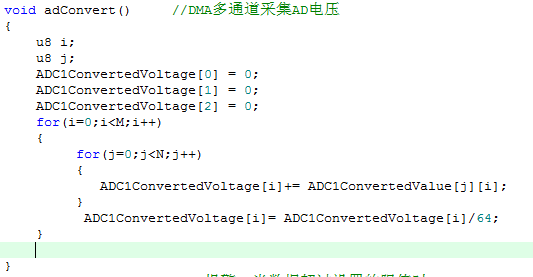 void adConvert()     //DMA多通道采集AD电压
{
    u8 i;
    u8 j;
    ADC1ConvertedVoltage[0] = 0;
    ADC1ConvertedVoltage[1] = 0;
    ADC1ConvertedVoltage[2] = 0;
    for(i=0;i<M;i++)
    {
         for(j=0;j<N;j++)
         {
            ADC1ConvertedVoltage[i]+= ADC1ConvertedValue[j][i];
         }
          ADC1ConvertedVoltage[i]= ADC1ConvertedVoltage[i]/64;
    }
}